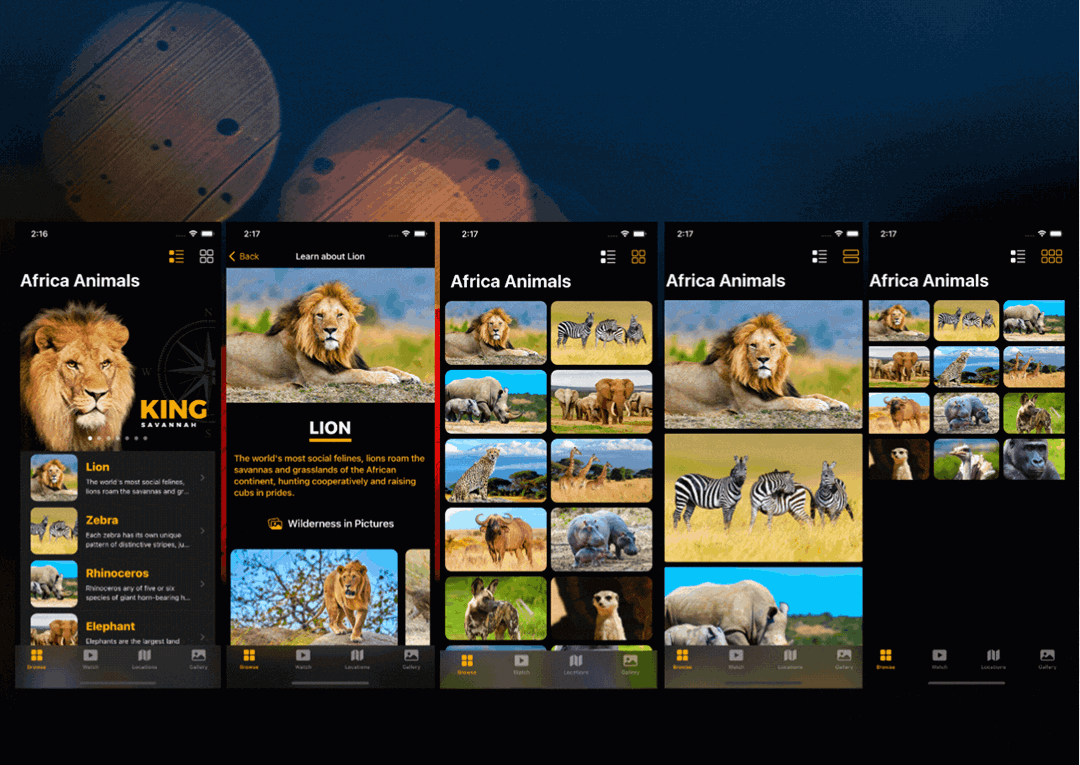 2:16
Africa Animals
N
W
KING
SAVANNAH
Lion
The world's most social felines,
lions roam the savannas and gr...
Zebra
Each zebra has its own unique
pattern of distinctive stripes, ju...
Rhinoceros
Rhinoceros any of five or six
species of giant horn-bearing h...
Elephant
Elephants are the largest land
Browse
Watch
Locations
Gallery
2:17
Back
Learn about Lion
LION
The world's most social felines, lions roam the
savannas and grasslands of the African
continent, hunting cooperatively and raising
cubs in prides.
Wilderness in Pictures
Browse
Watch
Locations
Gallery
2:17
Africa Animals
Browse
Watch
Locations
Gallery
2:17
Africa Animals
Browse
Watch
Locations
Gallery
2:17
Africa Animals
Browse
Watch
Locations
Gallery